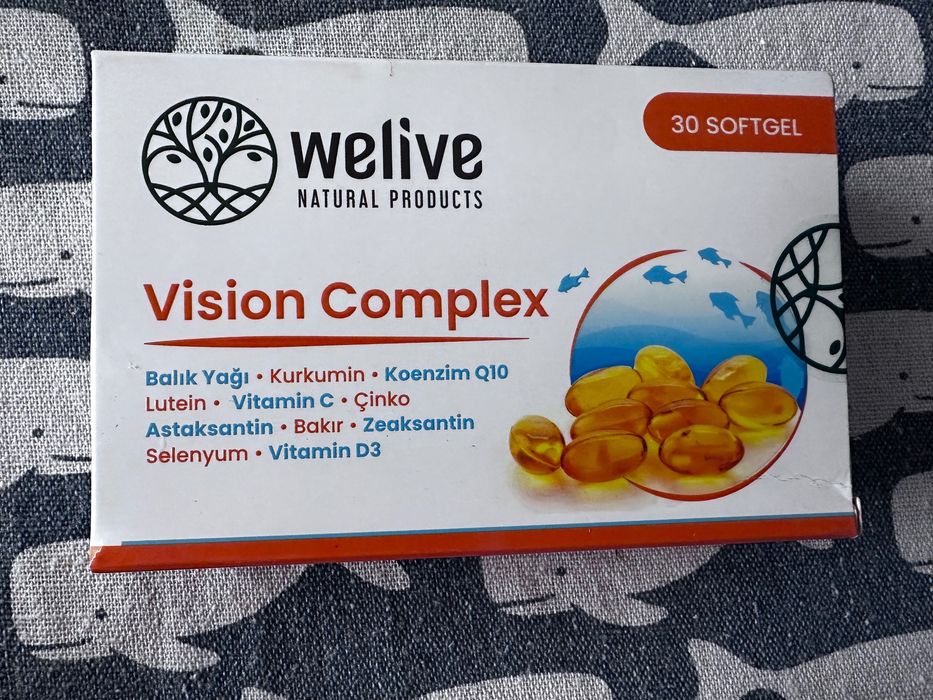 welive
NATURAL PRODUCTS
30 SOFTGEL
Vision Complex
Balık Yağı • Kurkumin • Koenzim Q10
Lutein • Vitamin C • Çinko
Astaksantin • Bakır • Zeaksantin
Selenyum • Vitamin D3